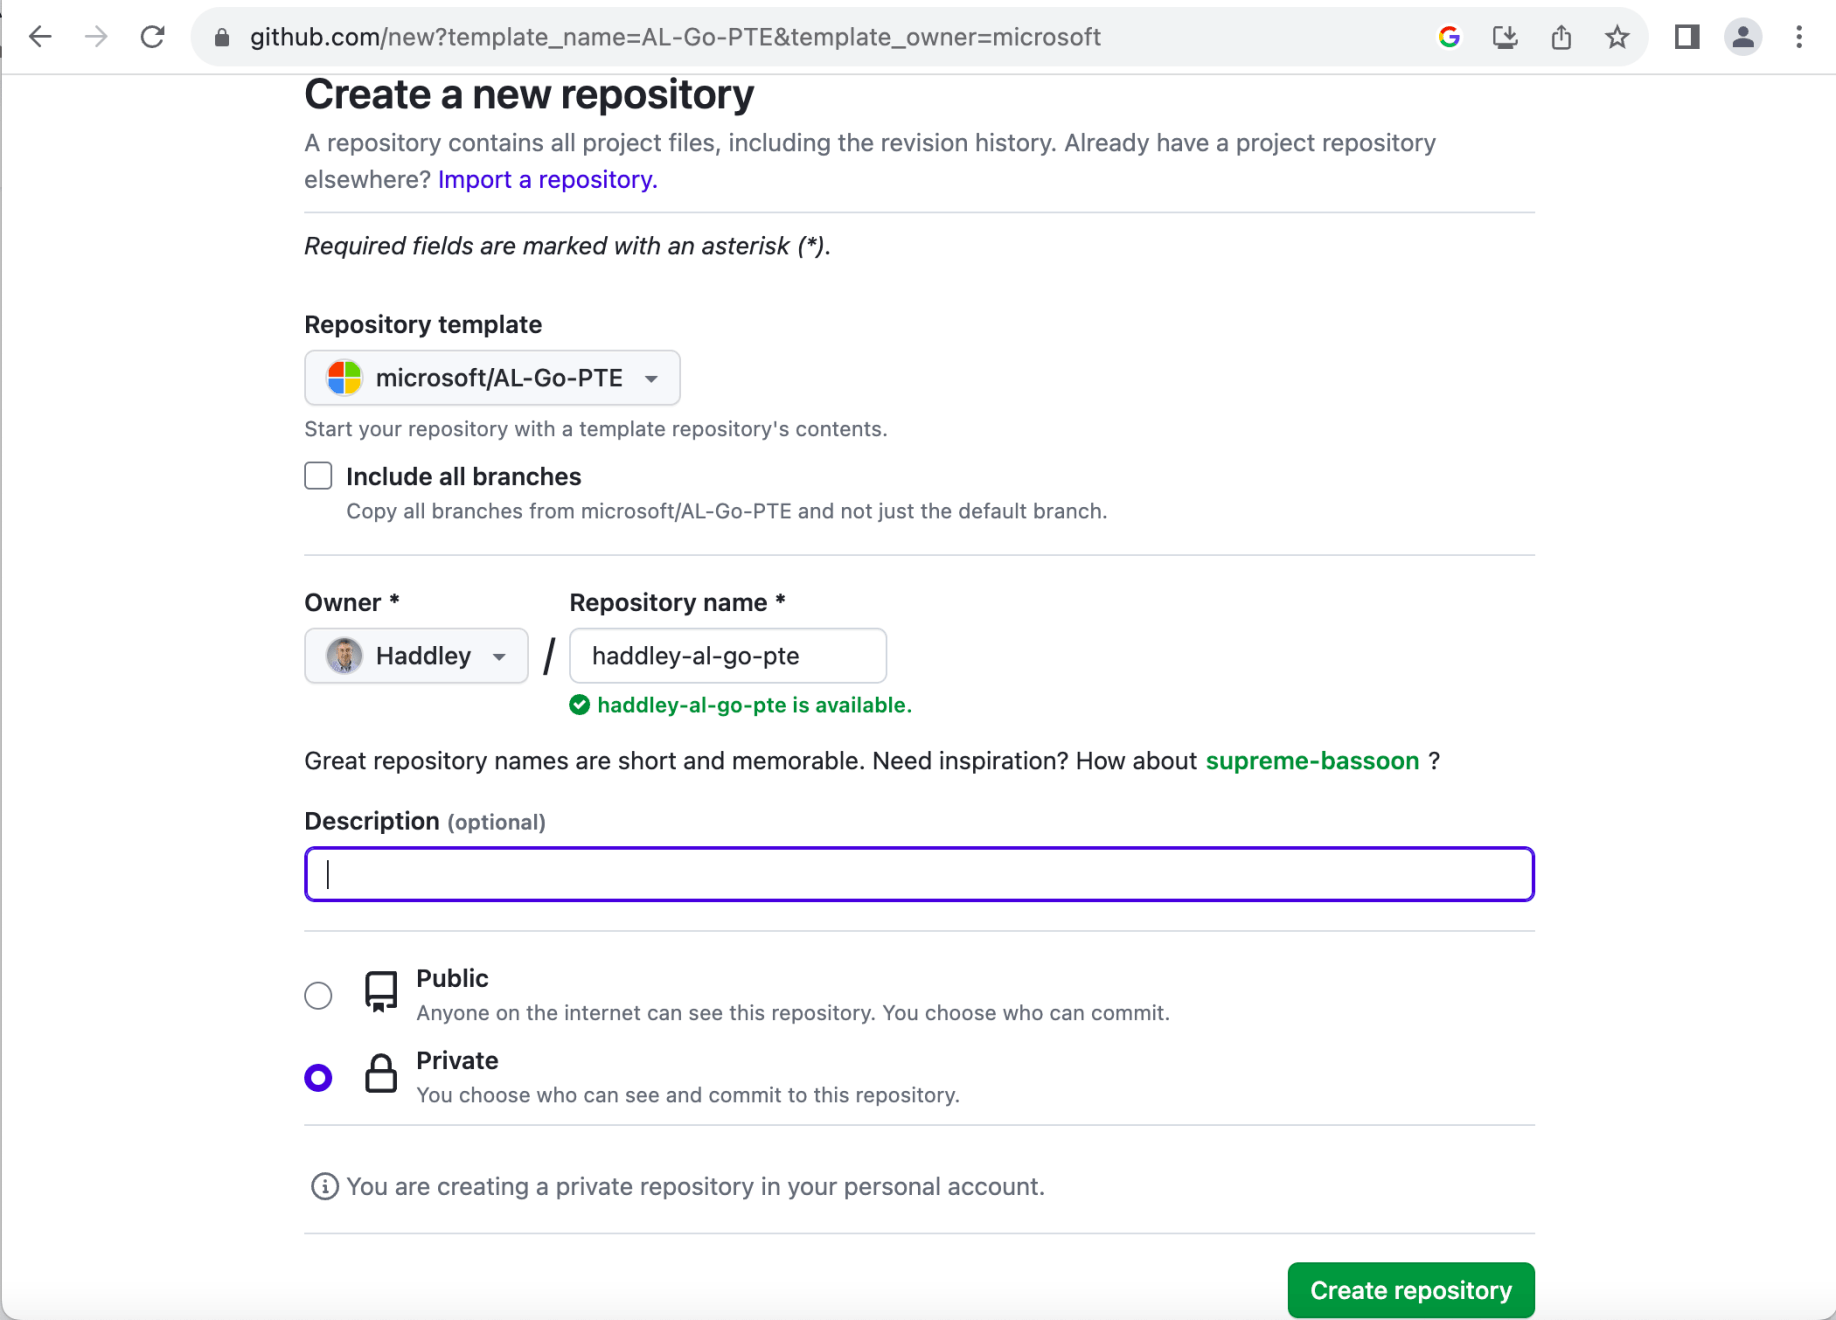 github.com/new?template_name=AL-Go-PTE&template_owner=microsoft
Create a new repository
A repository contains all project files, including the revision history. Already have a project repository
elsewhere? Import a repository.
Required fields are marked with an asterisk (*).
Repository template
microsoft/AL-Go-PTE
Start your repository with a template repository's contents.
Include all branches
Copy all branches from microsoft/AL-Go-PTE and not just the default branch.
Owner * Repository name *
Haddley / haddley-al-go-pte
haddley-al-go-pte is available.
Great repository names are short and memorable. Need inspiration? How about supreme-bassoon ?
Description (optional)
Public
Anyone on the internet can see this repository. You choose who can commit.
Private
You choose who can see and commit to this repository.
You are creating a private repository in your personal account.
Create repository